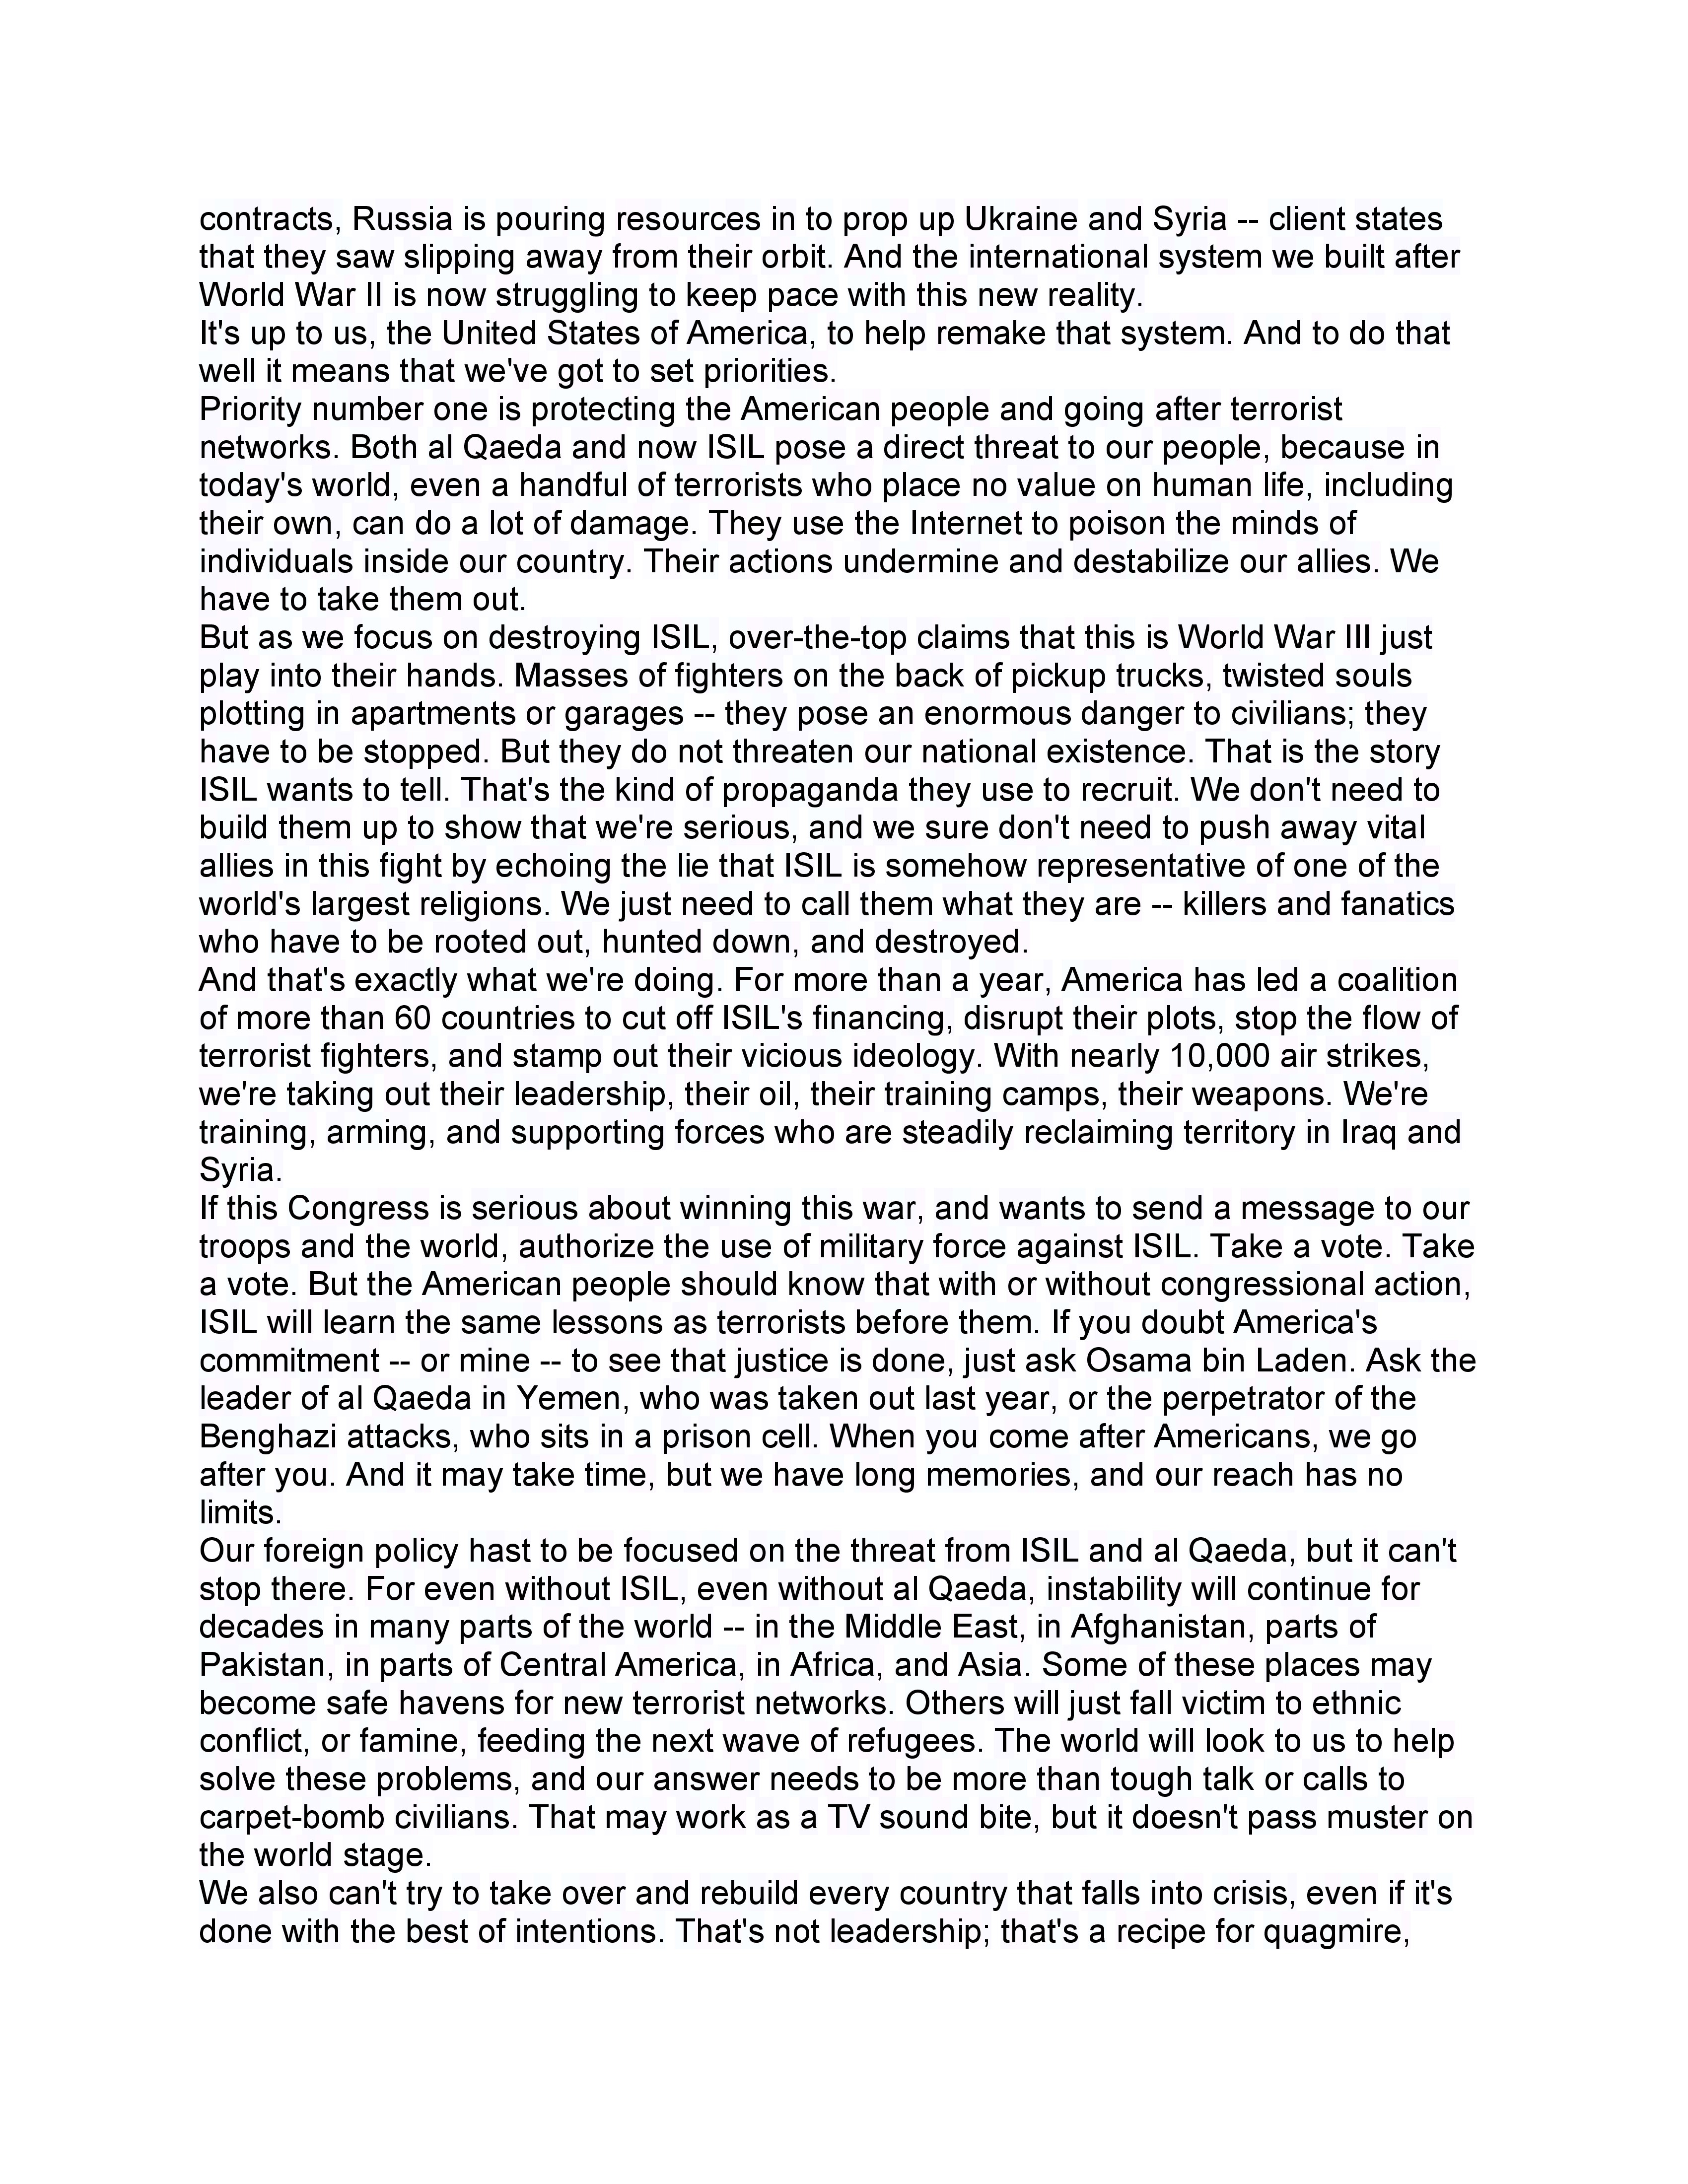 contracts, Russia is pouring resources in to prop up Ukraine and Syria -- client states
that they saw slipping away from their orbit. And the international system we built after
World War II is now struggling to keep pace with this new reality.
It's up to us, the United States of America, to help remake that system. And to do that
well it means that we've got to set priorities.
Priority number one is protecting the American people and going after terrorist
networks. Both al Qaeda and now ISIL pose a direct threat to our people, because in
today's world, even a handful of terrorists who place no value on human life, including
their own, can do a lot of damage. They use the Internet to poison the minds of
individuals inside our country. Their actions undermine and destabilize our allies. We
have to take them out.
But as we focus on destroying ISIL, over-the-top claims that this is World War III just
play into their hands. Masses of fighters on the back of pickup trucks, twisted souls
plotting in apartments or garages -- they pose an enormous danger to civilians; they
have to be stopped. But they do not threaten our national existence. That is the story
ISIL wants to tell. That's the kind of propaganda they use to recruit. We don't need to
build them up to show that we're serious, and we sure don't need to push away vital
allies in this fight by echoing the lie that ISIL is somehow representative of one of the
world's largest religions. We just need to call them what they are -- killers and fanatics
who have to be rooted out, hunted down, and destroyed.
And that's exactly what we're doing. For more than a year, America has led a coalition
of more than 60 countries to cut off ISIL's financing, disrupt their plots, stop the flow of
terrorist fighters, and stamp out their vicious ideology. With nearly 10,000 air strikes,
we're taking out their leadership, their oil, their training camps, their weapons. We're
training, arming, and supporting forces who are steadily reclaiming territory in Iraq and
Syria.
If this Congress is serious about winning this war, and wants to send a message to our
troops and the world, authorize the use of military force against ISIL. Take a vote. Take
a vote. But the American people should know that with or without congressional action,
ISIL will learn the same lessons as terrorists before them. If you doubt America's
commitment -- or mine -- to see that justice is done, just ask Osama bin Laden. Ask the
leader of al Qaeda in Yemen, who was taken out last year, or the perpetrator of the
Benghazi attacks, who sits in a prison cell. When you come after Americans, we go
after you. And it may take time, but we have long memories, and our reach has no
limits.
Our foreign policy hast to be focused on the threat from ISIL and al Qaeda, but it can't
stop there. For even without ISIL, even without al Qaeda, instability will continue for
decades in many parts of the world -- in the Middle East, in Afghanistan, parts of
Pakistan, in parts of Central America, in Africa, and Asia. Some of these places may
become safe havens for new terrorist networks. Others will just fall victim to ethnic
conflict, or famine, feeding the next wave of refugees. The world will look to us to help
solve these problems, and our answer needs to be more than tough talk or calls to
carpet-bomb civilians. That may work as a TV sound bite, but it doesn't pass muster on
the world stage.
We also can't try to take over and rebuild every country that falls into crisis, even if it's
done with the best of intentions. That's not leadership; that's a recipe for quagmire,